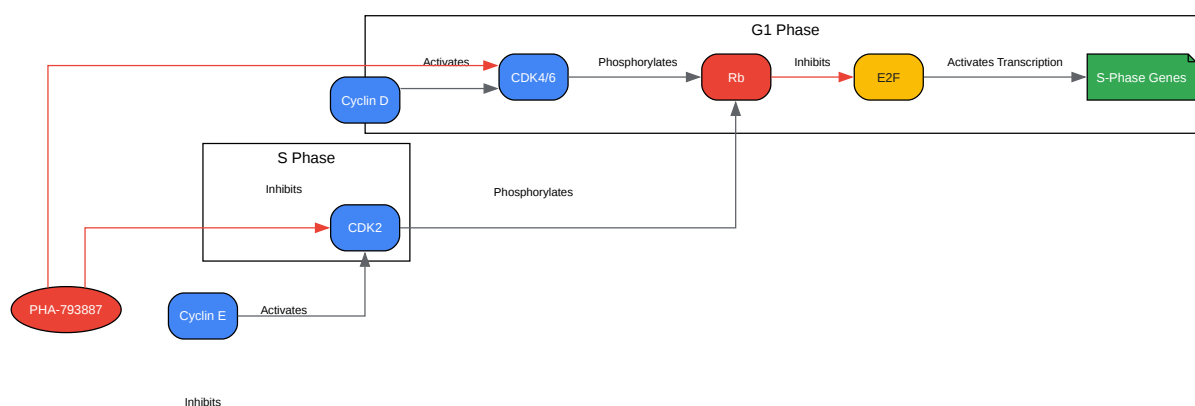 G1 Phase
Activates
CDK4/6
Phosphorylates
Rb
Inhibits
E2F
Activates Transcription
S-Phase Genes
Cyclin D
S Phase
Inhibits
Phosphorylates
CDK2
PHA-793887
Cyclin E
Activates
Inhibits